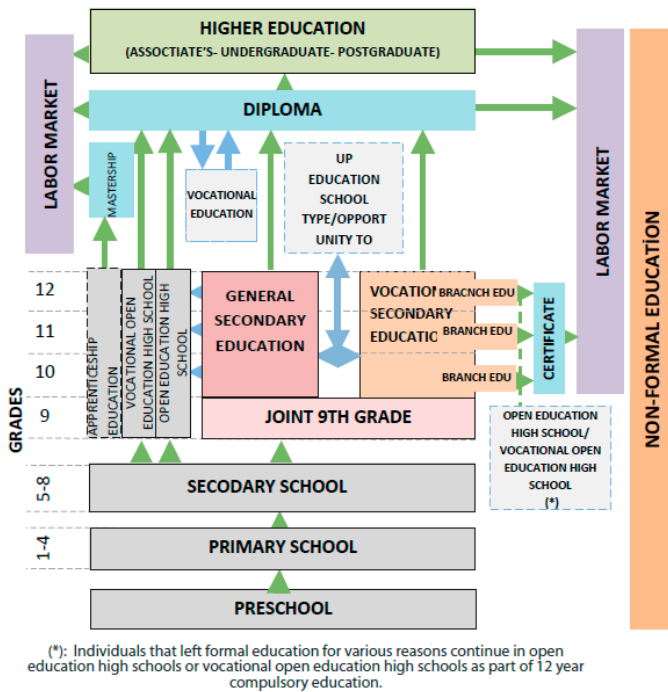 HIGHER EDUCATION
(ASSOCTIATE'S- UNDERGRADUATE- POSTGRADUATE)
LABOR MARKET
DIPLOMA
MASTERSHIP
VOCATIONAL
EDUCATION
UP
EDUCATION
SCHOOL
TYPE/OPPORT
UNITY TO
LABOR MARKET
NON-FORMAL EDUCATİON
GRADES
12
11
10
9
5-8
1-4
APPRENTICESHIP
EDUCATION
VOCATIONAL OPEN
EDUCATION HIGH SCHOOL
OPEN EDUCATION HIGH
SCHOOL
GENERAL
SECONDARY
EDUCATION
VOCATION
SECONDARY
EDUCATIO
BRACNCH EDU
BRANCH EDU
BRANCH EDU
CERTIFICATE
JOINT 9TH GRADE
OPEN EDUCATION
HIGH SCHOOL/
VOCATIONAL OPEN
EDUCATION HIGH
SCHOOL
(*)
SECODARY SCHOOL
PRIMARY SCHOOL
PRESCHOOL
(*): Individuals that left formal education for various reasons continue in open
education high schools or vocational open education high schools as part of 12 year
compulsory education.